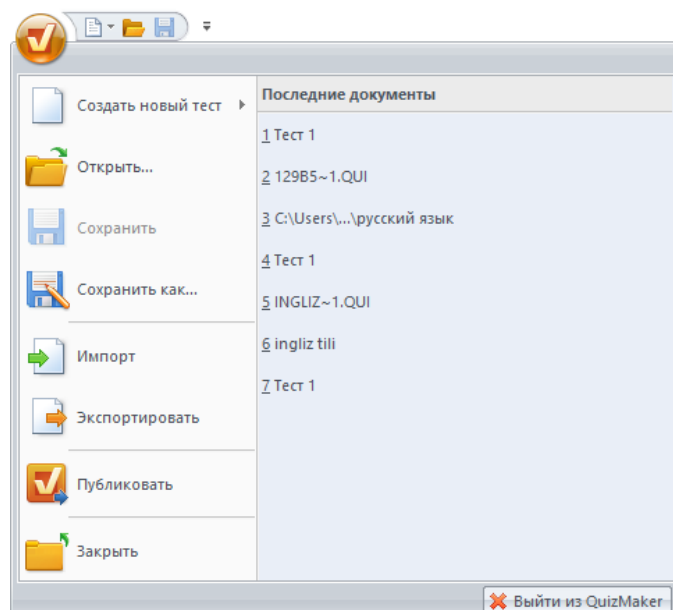 Создать новый тест
Открыть...
Сохранить
Сохранить как...
Импорт
Экспортировать
Публиковать
Закрыть
Последние документы
1 Тест 1
2 129B5~1.QUI
3 C:\Users\...\русский язык
4 Тест 1
5 INGLIZ~1.QUI
6 ingliz tili
7 Тест 1
Выйти из QuizMaker